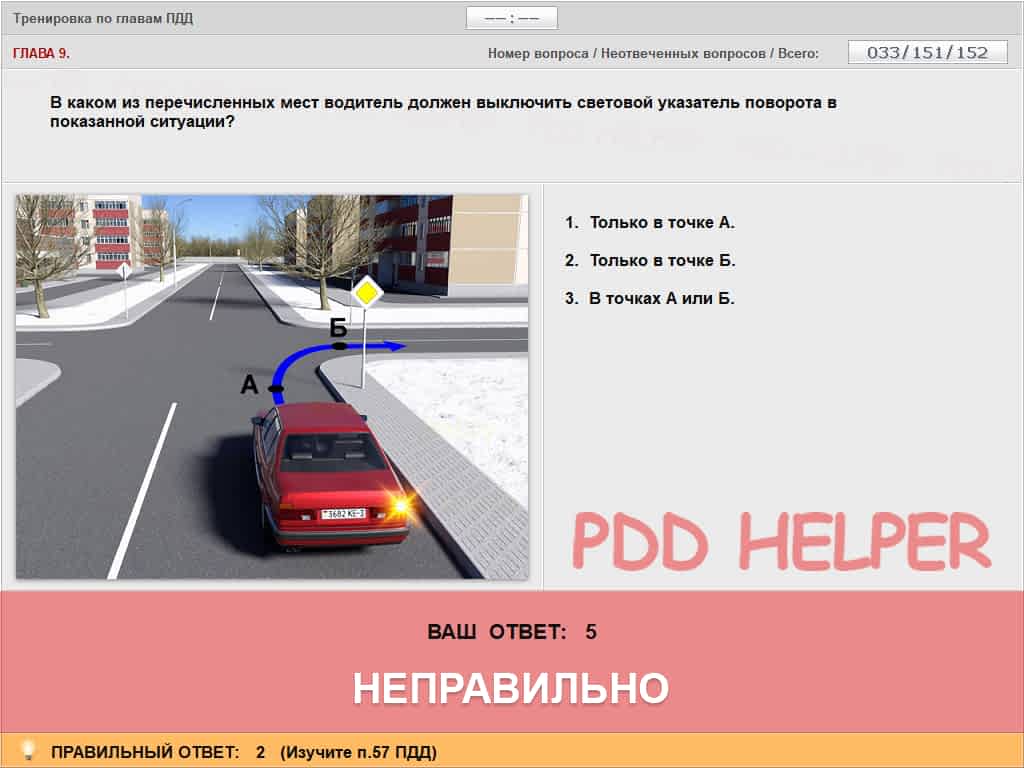 Тренировка по главам ПДД
–– : ––
ГЛАВА 9.
Номер вопроса / Неотвеченных вопросов / Всего:
033/151/152
В каком из перечисленных мест водитель должен выключить световой указатель поворота в
показанной ситуации?
1. Только в точке А.
2. Только в точке Б.
3. В точках А или Б.
Б
А
3682 KE-3
PDD HELPER
ВАШ ОТВЕТ: 5
НЕПРАВИЛЬНО
ПРАВИЛЬНЫЙ ОТВЕТ: 2 (Изучите п.57 ПДД)